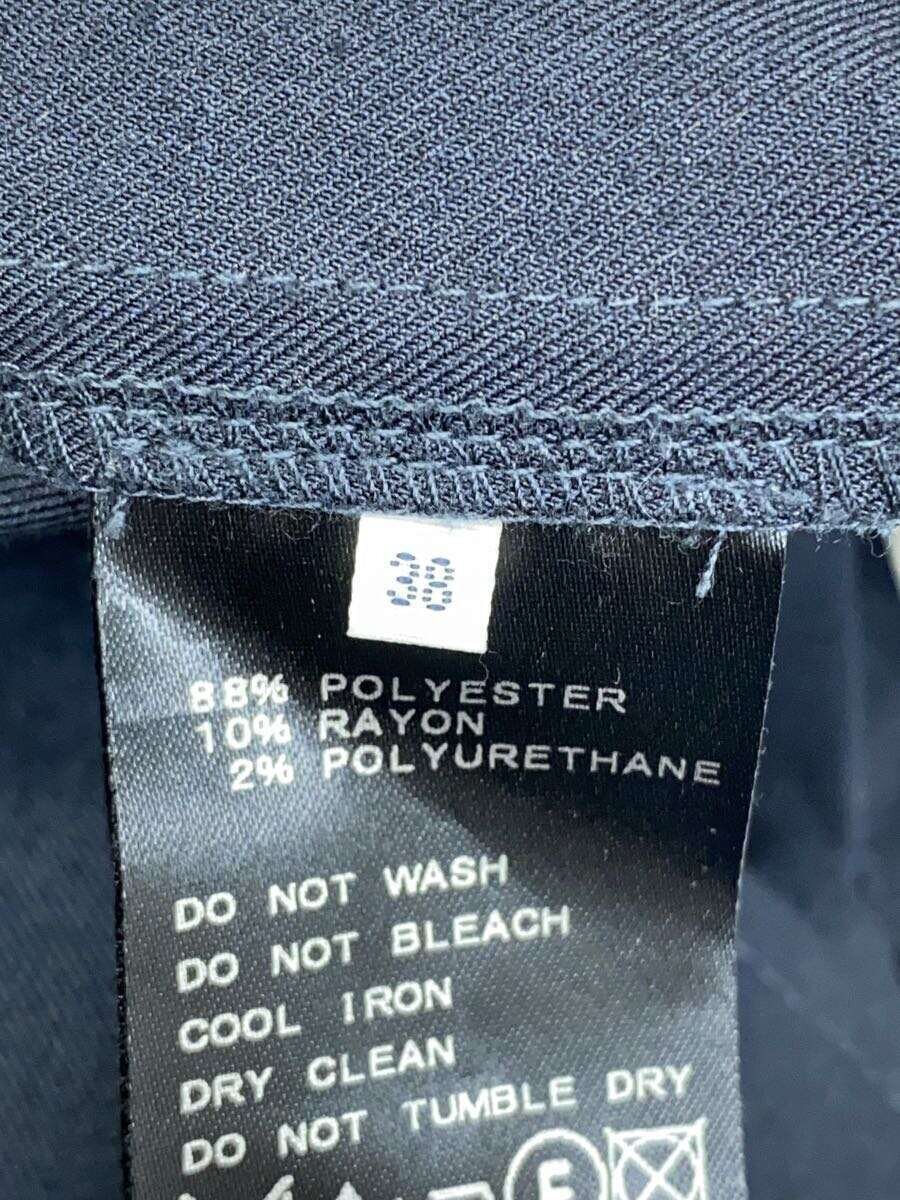 38
88% POLYESTER
10% RAYON
2% POLYURETHANE
DO NOT WASH
DO NOT BLEACH
COOL IRON
DRY CLEAN
DO NOT TUMBLE DRY
F